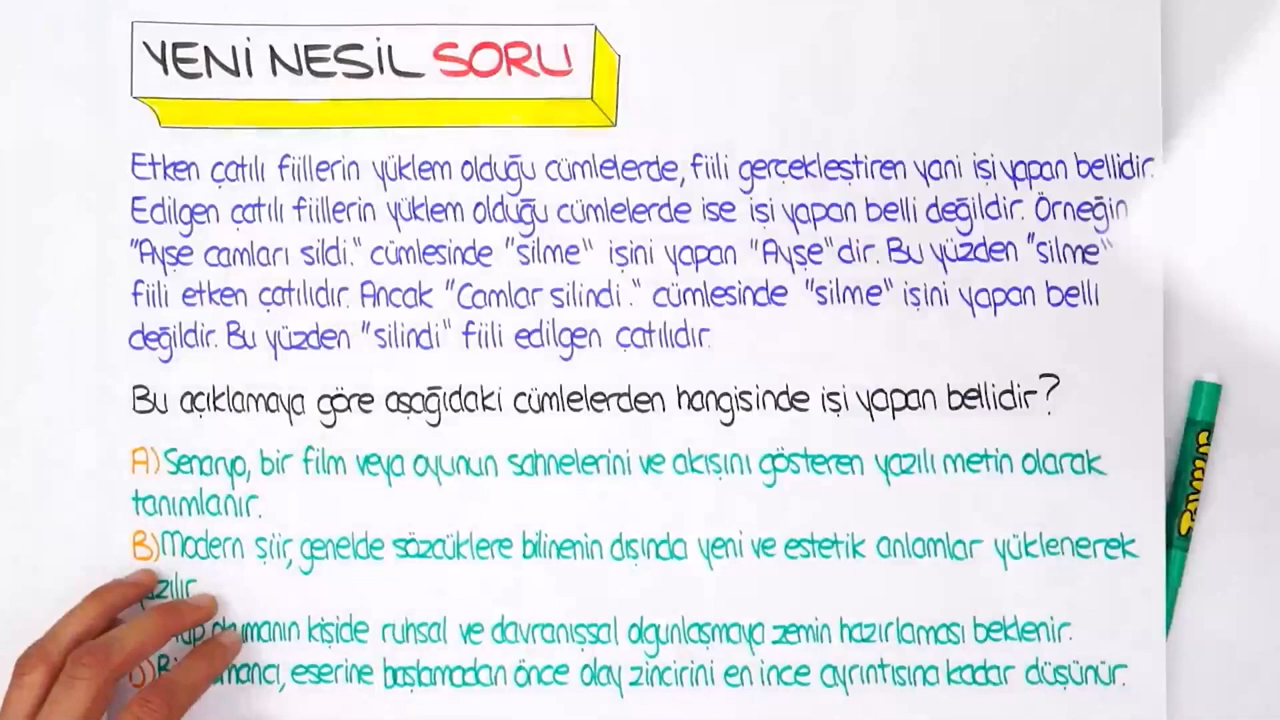 YENİ NESİL SORU
Etken çatılı fiillerin yüklem olduğu cümlelerde, fiili gerçekleştiren yani işi yapan bellidir.
Edilgen çatılı fiillerin yüklem olduğu cümlelerde ise işi yapan belli değildir. Örneğin
"Ayşe camları sildi." cümlesinde "silme" işini yapan "Ayşe"dir. Bu yüzden "silme"
fiili etken çatılıdır. Ancak "Camlar silindi." cümlesinde "silme" işini yapan belli
değildir. Bu yüzden "silindi" fiili edilgen çatılıdır.
Bu açıklamaya göre aşağıdaki cümlelerden hangisinde işi yapan bellidir?
A) Senaryo, bir film veya oyunun sahnelerini ve akışını gösteren yazılı metin olarak
tanımlanır.
B) Modern şiir, genelde sözcüklere bilinenin dışında yeni ve estetik anlamlar yüklenerek
kişide ruhsal ve davranışsal olgunlaşmaya zemin hazırlaması beklenir.
D) eserine başlamadan önce olay zincirini en ince ayrıntısına kadar düşünür.